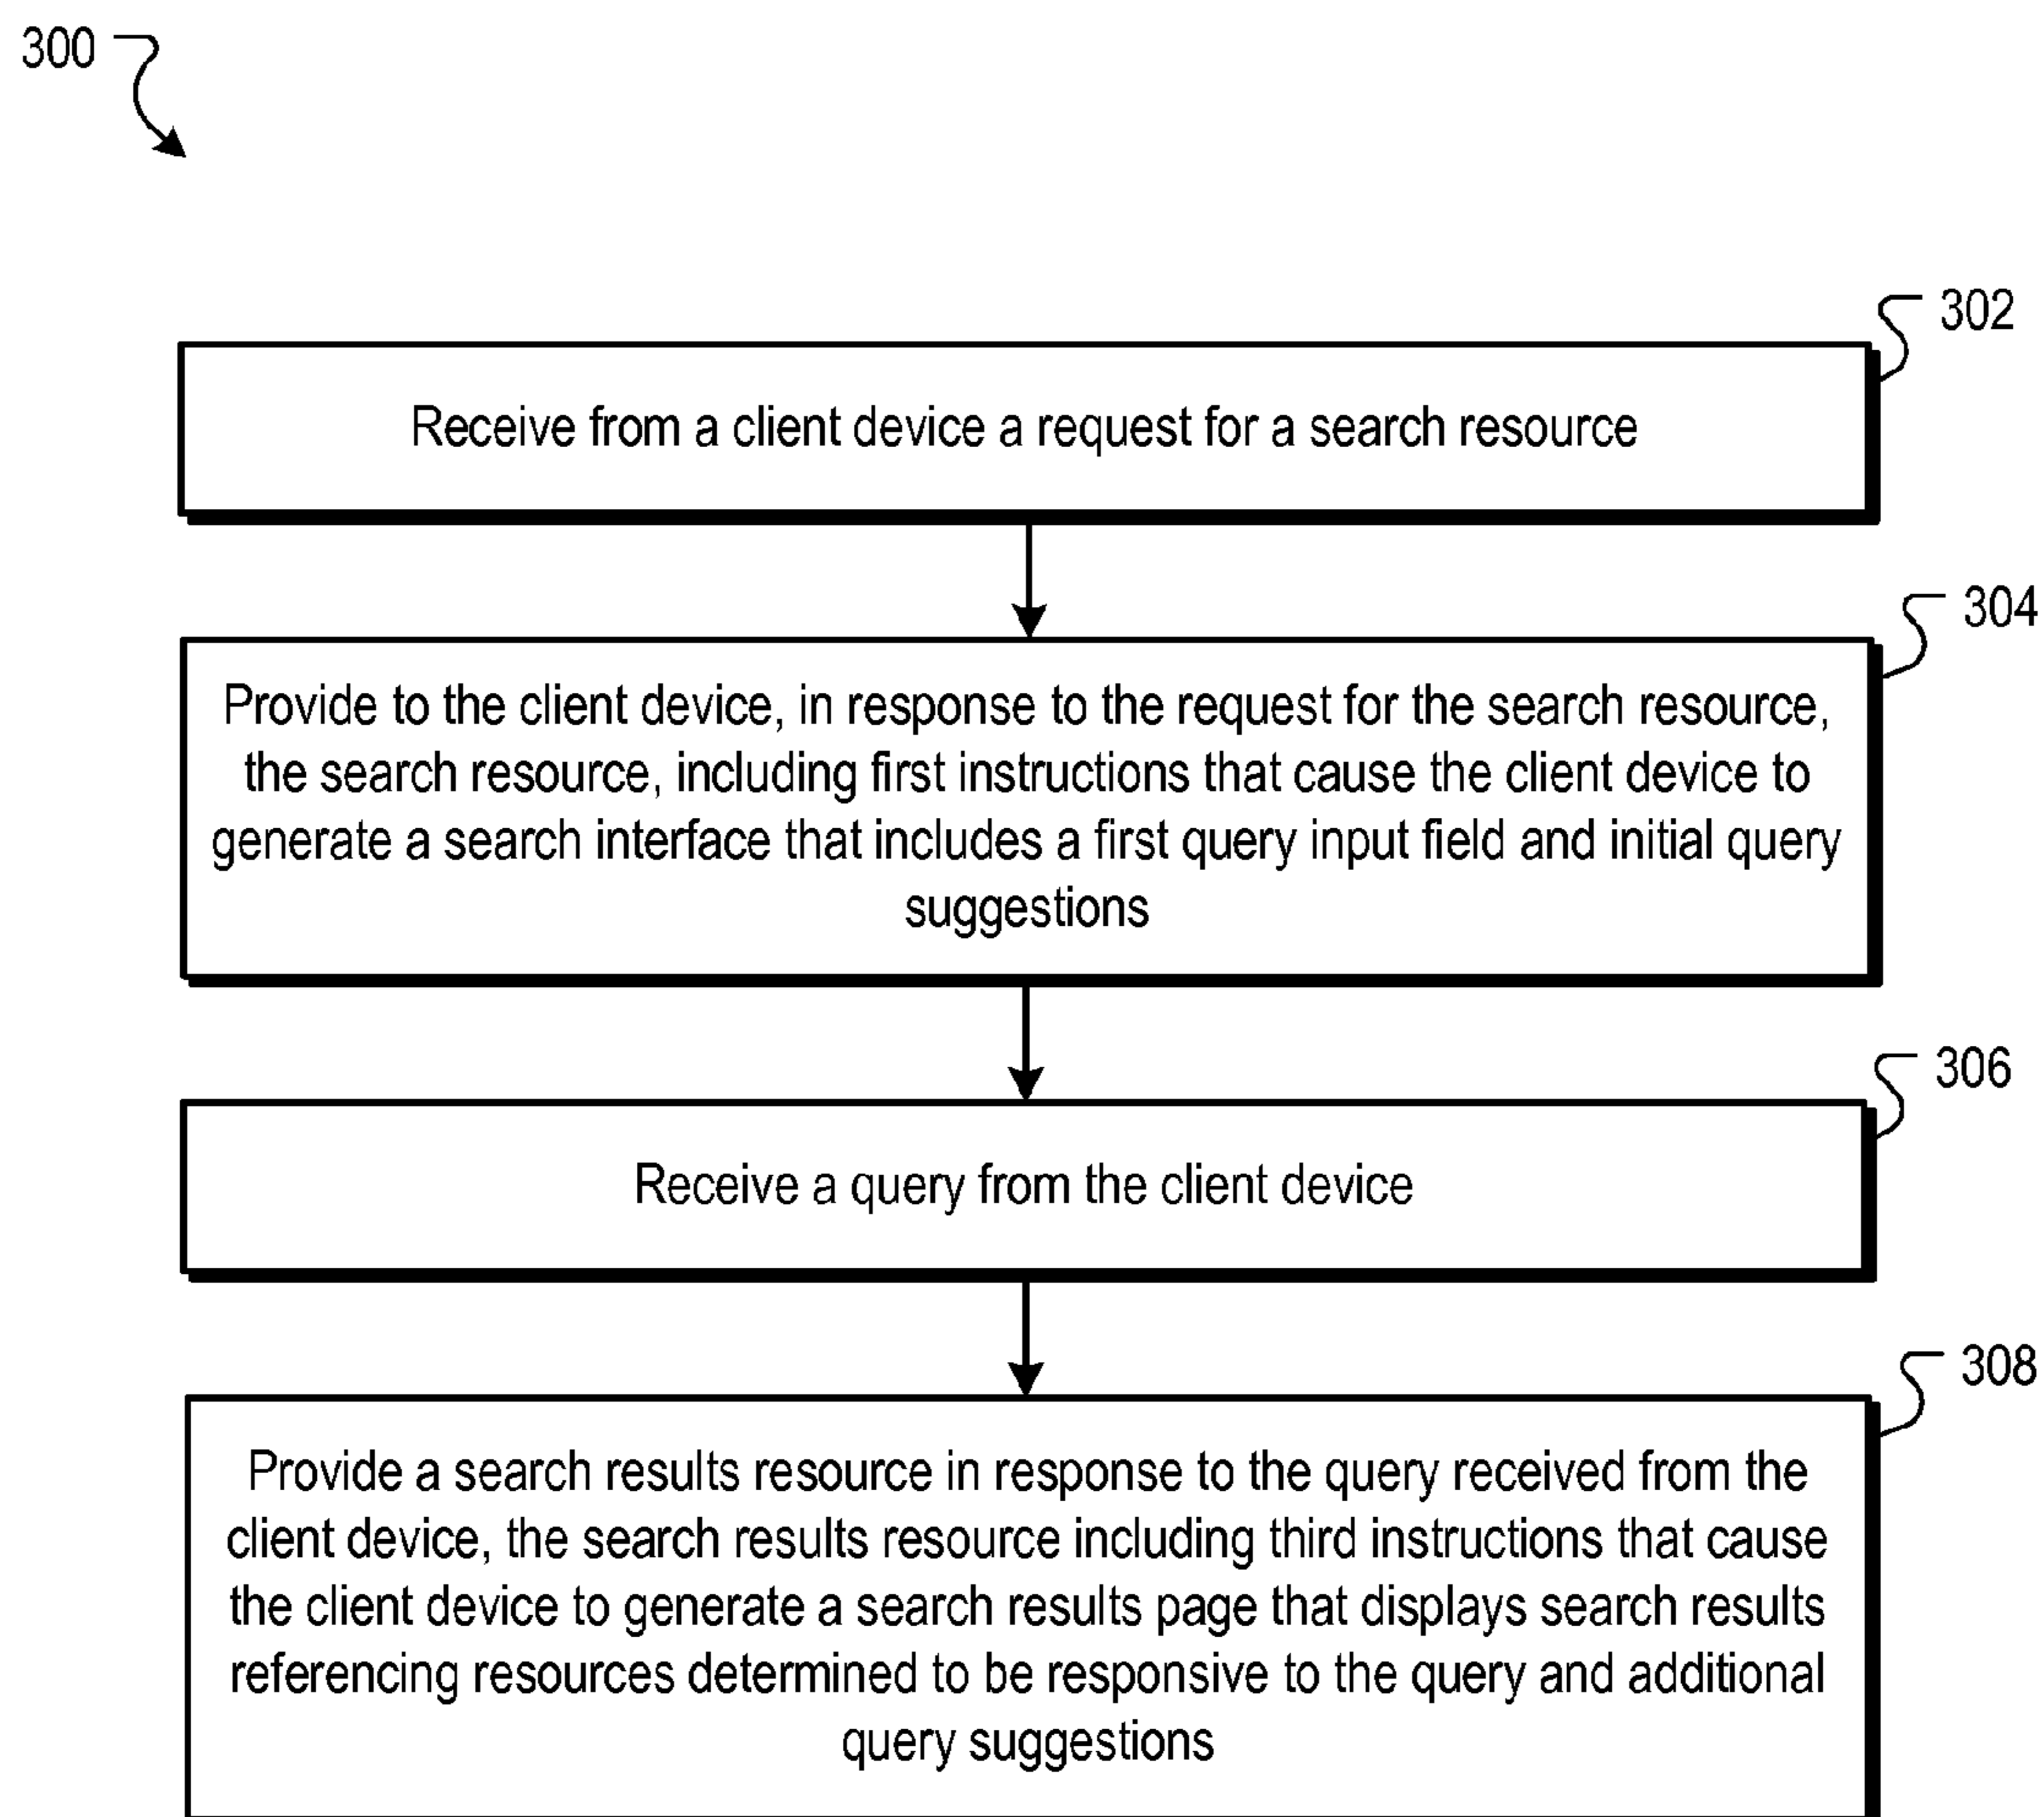 300
302
Receive from a client device a request for a search resource
304
Provide to the client device, in response to the request for the search resource,
the search resource, including first instructions that cause the client device to
generate a search interface that includes a first query input field and initial query
suggestions
306
Receive a query from the client device
308
Provide a search results resource in response to the query received from the
client device, the search results resource including third instructions that cause
the client device to generate a search results page that displays search results
referencing resources determined to be responsive to the query and additional
query suggestions